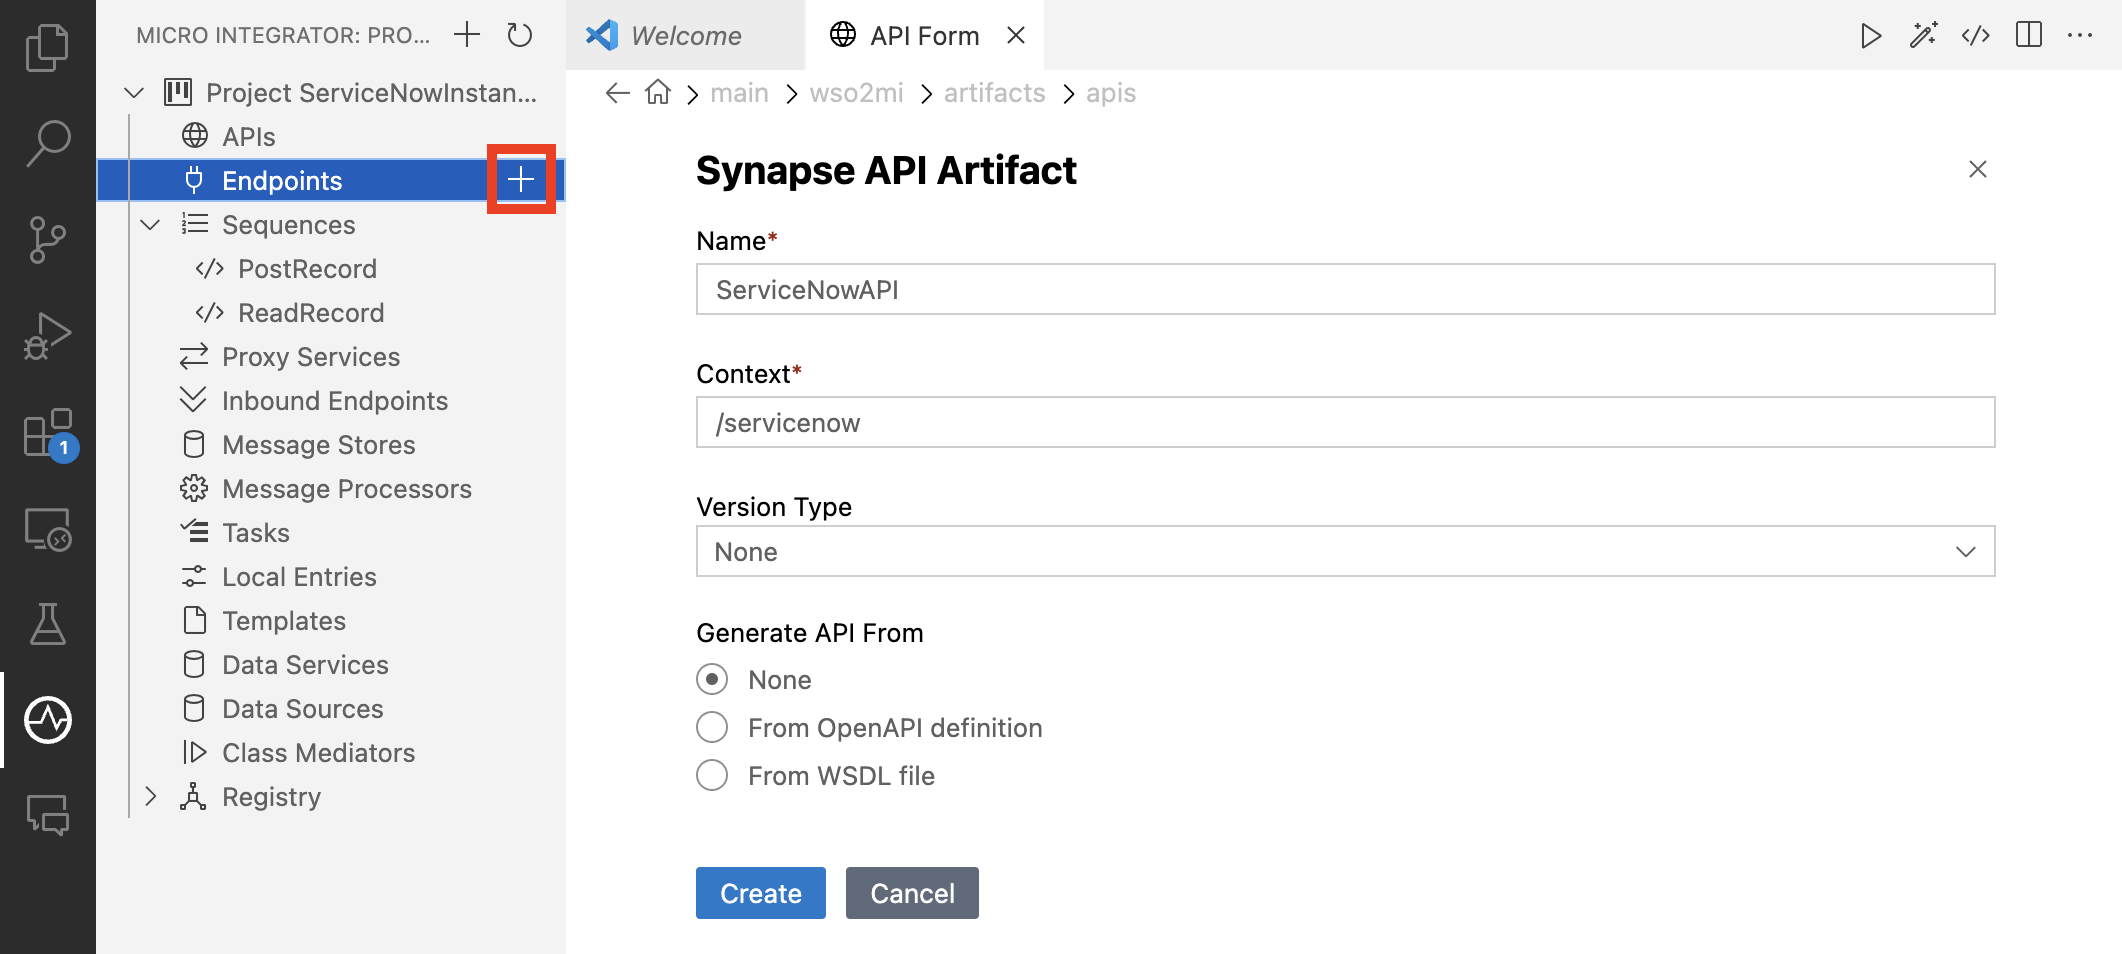 MICRO INTEGRATOR: PRO...
Project ServiceNowInstan...
APIs
Endpoints
Sequences
PostRecord
ReadRecord
Proxy Services
Inbound Endpoints
Message Stores
Message Processors
Tasks
Local Entries
Templates
Data Services
Data Sources
Class Mediators
Registry
1
Welcome
API Form
main
wso2mi
artifacts
apis
Synapse API Artifact
Name*
ServiceNowAPI
Context*
/servicenow
Version Type
None
Generate API From
None
From OpenAPI definition
From WSDL file
Create
Cancel